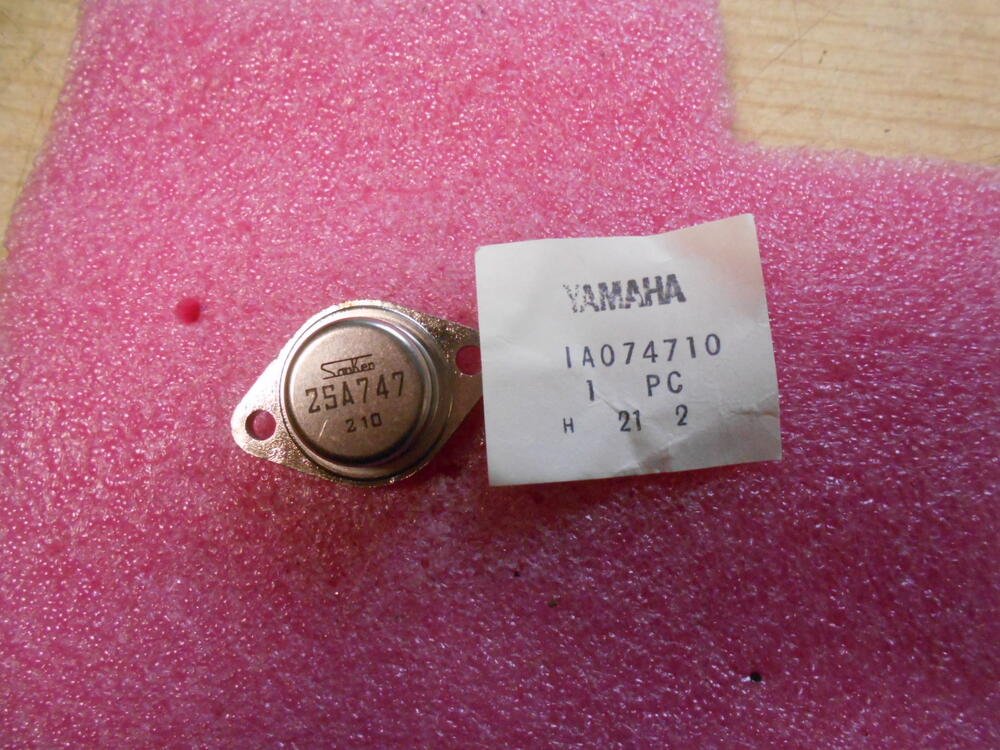 Sanken
2SA747
210
YAMAHA
IA074710
1 PC
H 21 2